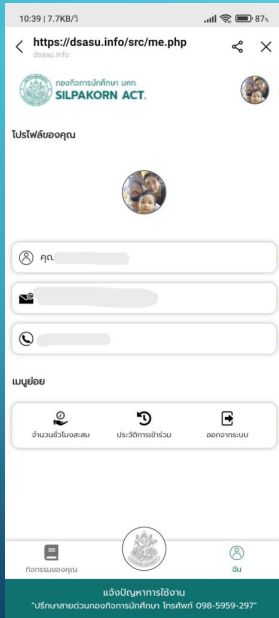 10:39 | 7.7KB/วิ
87%
https://dsasu.info/src/me.php
dsasu.info
กองกิจการนักศึกษา มศก.
SILPAKORN ACT.
โปรไฟล์ของคุณ
คุณ
เมนูย่อย
จำนวนชั่วโมงสะสม
ประวัติการเข้าร่วม
ออกจากระบบ
กิจกรรมของคุณ
ฉัน
แจ้งปัญหาการใช้งาน
"ปรึกษาสายด่วนกองกิจการนักศึกษา โทรศัพท์ 098-5959-297"